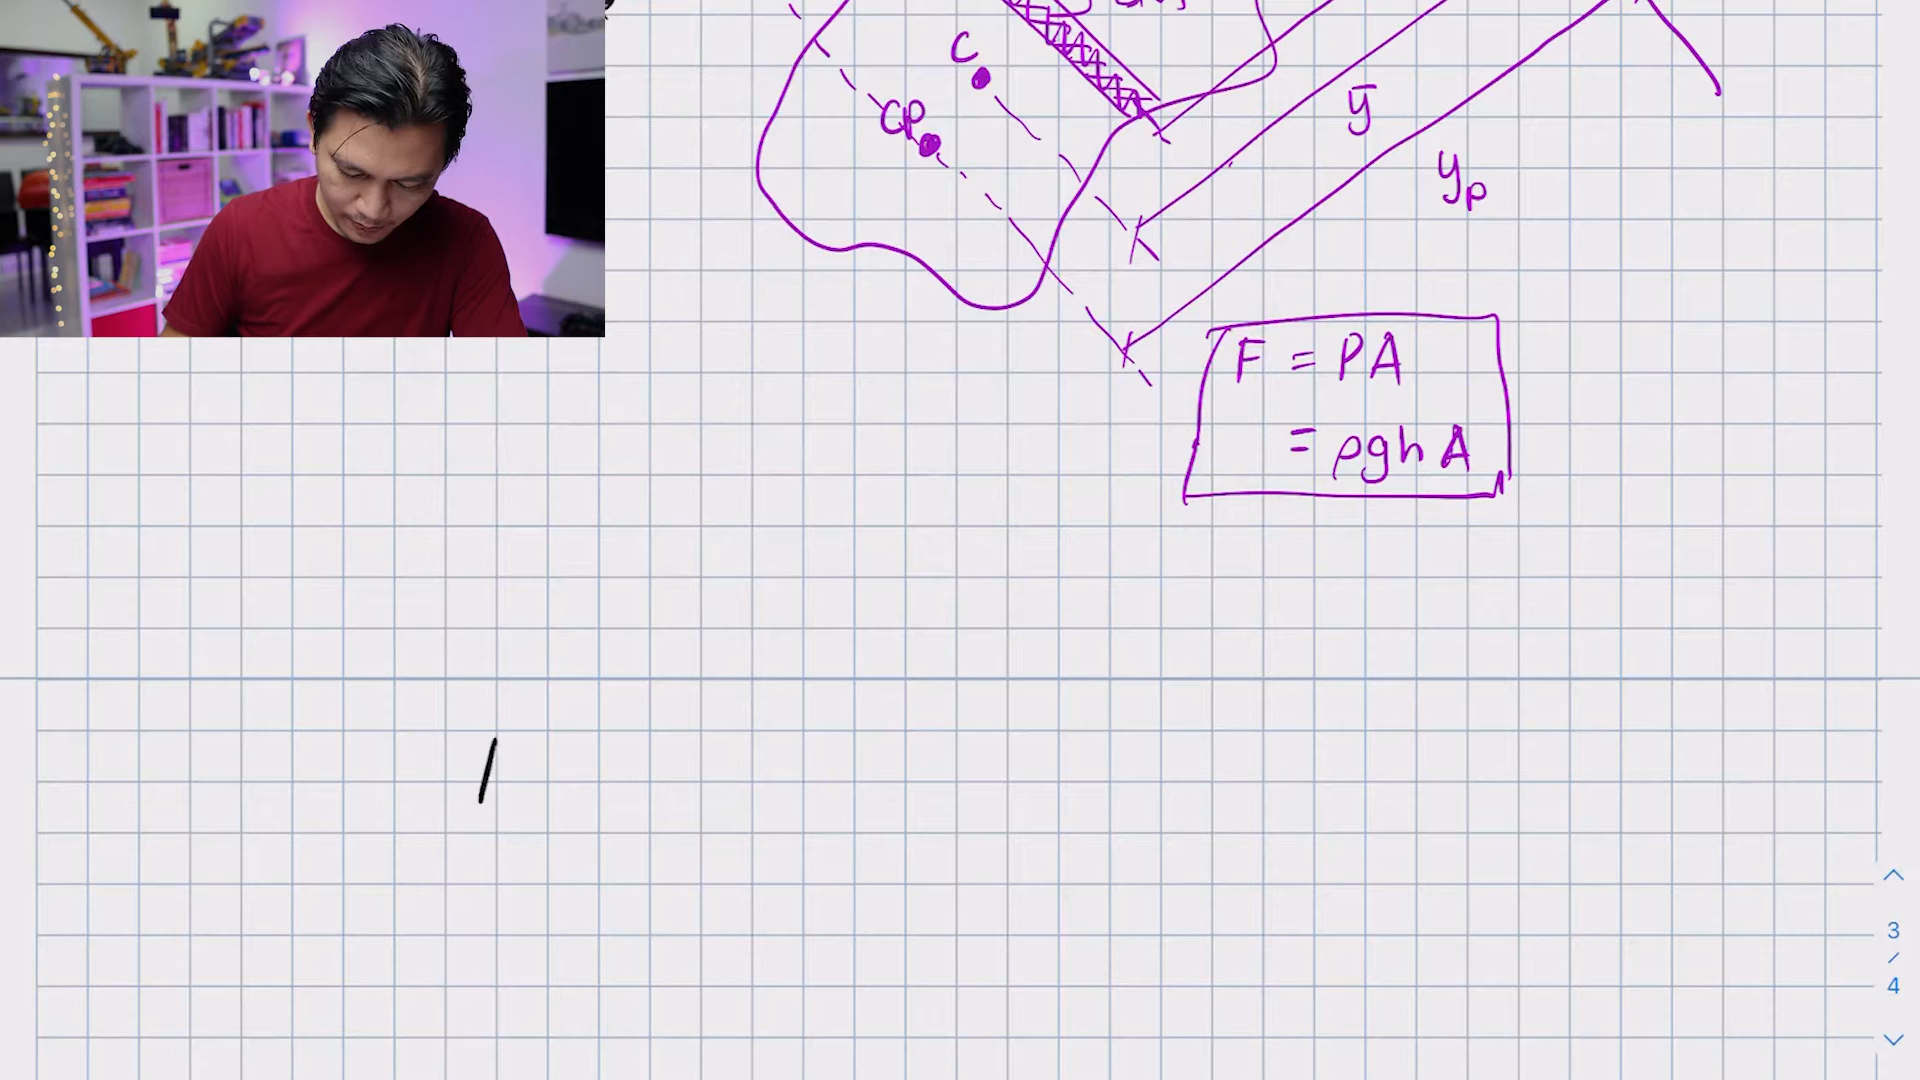 C
CP
ȳ
yₚ
F = PA
= ρghA
3
/
4